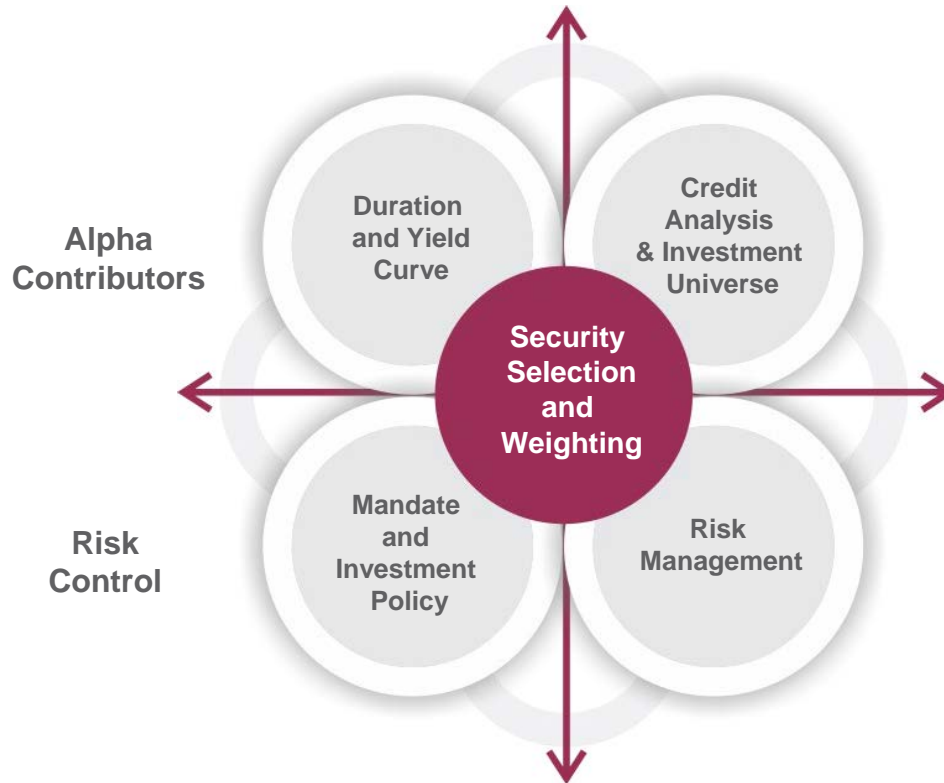 Alpha
Contributors
Duration
and Yield
Curve
Credit
Analysis
& Investment
Universe
Security
Selection
and
Weighting
Risk
Control
Mandate
and
Investment
Policy
Risk
Management